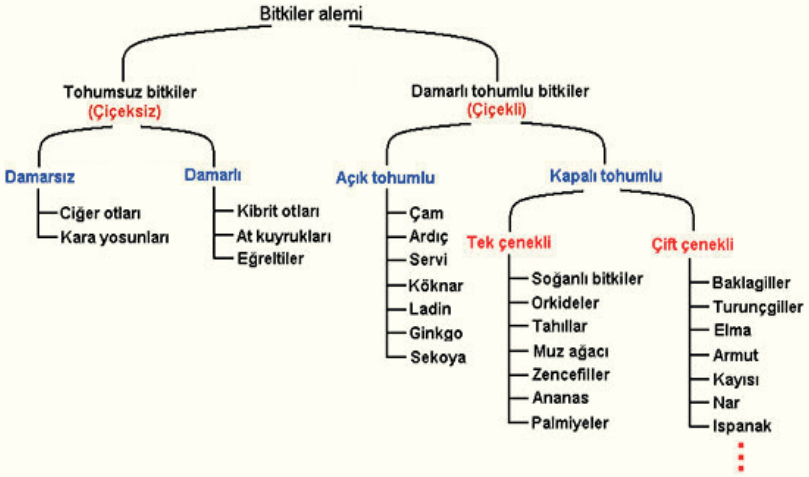 Bitkiler alemi
Tohumsuz bitkiler
(Çiçeksiz)
Damarsız
Ciğer otları
Kara yosunları
Damarlı
Kibrit otları
At kuyrukları
Eğreltiler
Damarlı tohumlu bitkiler
(Çiçekli)
Açık tohumlu
Çam
Ardıç
Servi
Köknar
Ladin
Ginkgo
Sekoya
Kapalı tohumlu
Tek çenekli
Soğanlı bitkiler
Orkideler
Tahıllar
Muz ağacı
Zencefiller
Ananas
Palmiyeler
Çift çenekli
Baklagiller
Turunçgiller
Elma
Armut
Kayısı
Nar
Ispanak